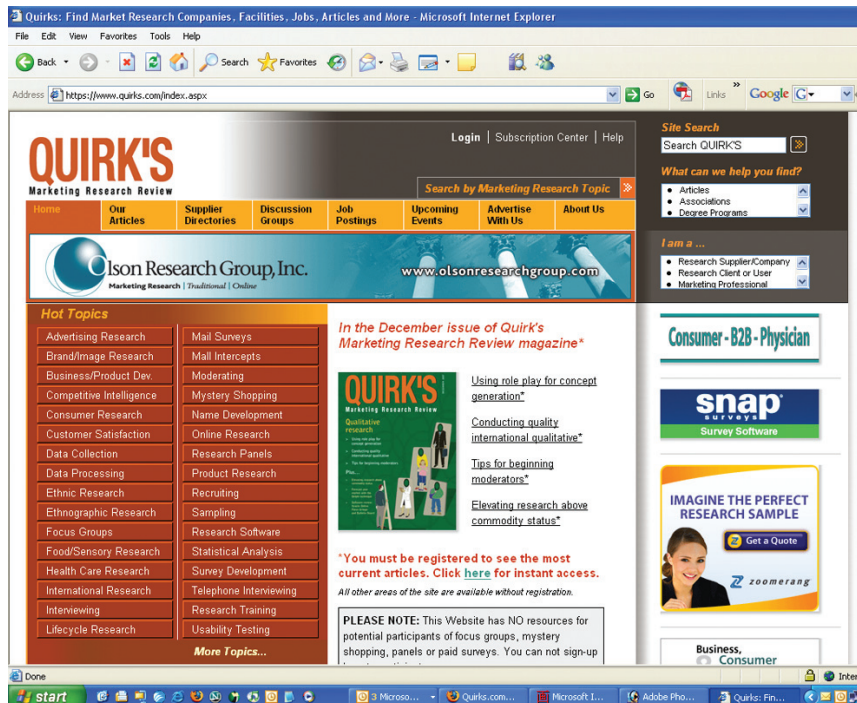 Quirks: Find Market Research Companies, Facilities, Jobs, Articles and More - Microsoft Internet Explorer
File Edit View Favorites Tools Help
Back Search Favorites
Address https://www.quirks.com/index.aspx Go Links » Google G
QUIRK'S
Marketing Research Review
Login | Subscription Center | Help
Search by Marketing Research Topic »
Site Search
Search QUIRK'S »
What can we help you find?
• Articles
• Associations
• Degree Programs
Home Our Articles Supplier Directories Discussion Groups Job Postings Upcoming Events Advertise With Us About Us
I am a ...
• Research Supplier/Company
• Research Client or User
• Marketing Professional
Olson Research Group, Inc.
Marketing Research | Traditional | Online
www.olsonresearchgroup.com
Hot Topics
Advertising Research
Brand/Image Research
Business/Product Dev.
Competitive Intelligence
Consumer Research
Customer Satisfaction
Data Collection
Data Processing
Ethnic Research
Ethnographic Research
Focus Groups
Food/Sensory Research
Health Care Research
International Research
Interviewing
Lifecycle Research
Mail Surveys
Mall Intercepts
Moderating
Mystery Shopping
Name Development
Online Research
Research Panels
Product Research
Recruiting
Sampling
Research Software
Statistical Analysis
Survey Development
Telephone Interviewing
Research Training
Usability Testing
More Topics...
In the December issue of Quirk's
Marketing Research Review magazine*
QUIRK'S
Marketing Research Review
Qualitative
research
Using role play for concept
generation*
Conducting quality
international qualitative*
Tips for beginning
moderators*
Elevating research above
commodity status*
*You must be registered to see the most
current articles. Click here for instant access.
All other areas of the site are available without registration.
PLEASE NOTE: This Website has NO resources for
potential participants of focus groups, mystery
shopping, panels or paid surveys. You can not sign-up
Consumer - B2B - Physician
snap
surveys
Survey Software
IMAGINE THE PERFECT
RESEARCH SAMPLE
Get a Quote
zoomerang
Business,
Consumer
Done Inter
start 3 Microso... Quirks.com... Microsoft I... Adobe Pho... Quirks: Fin...